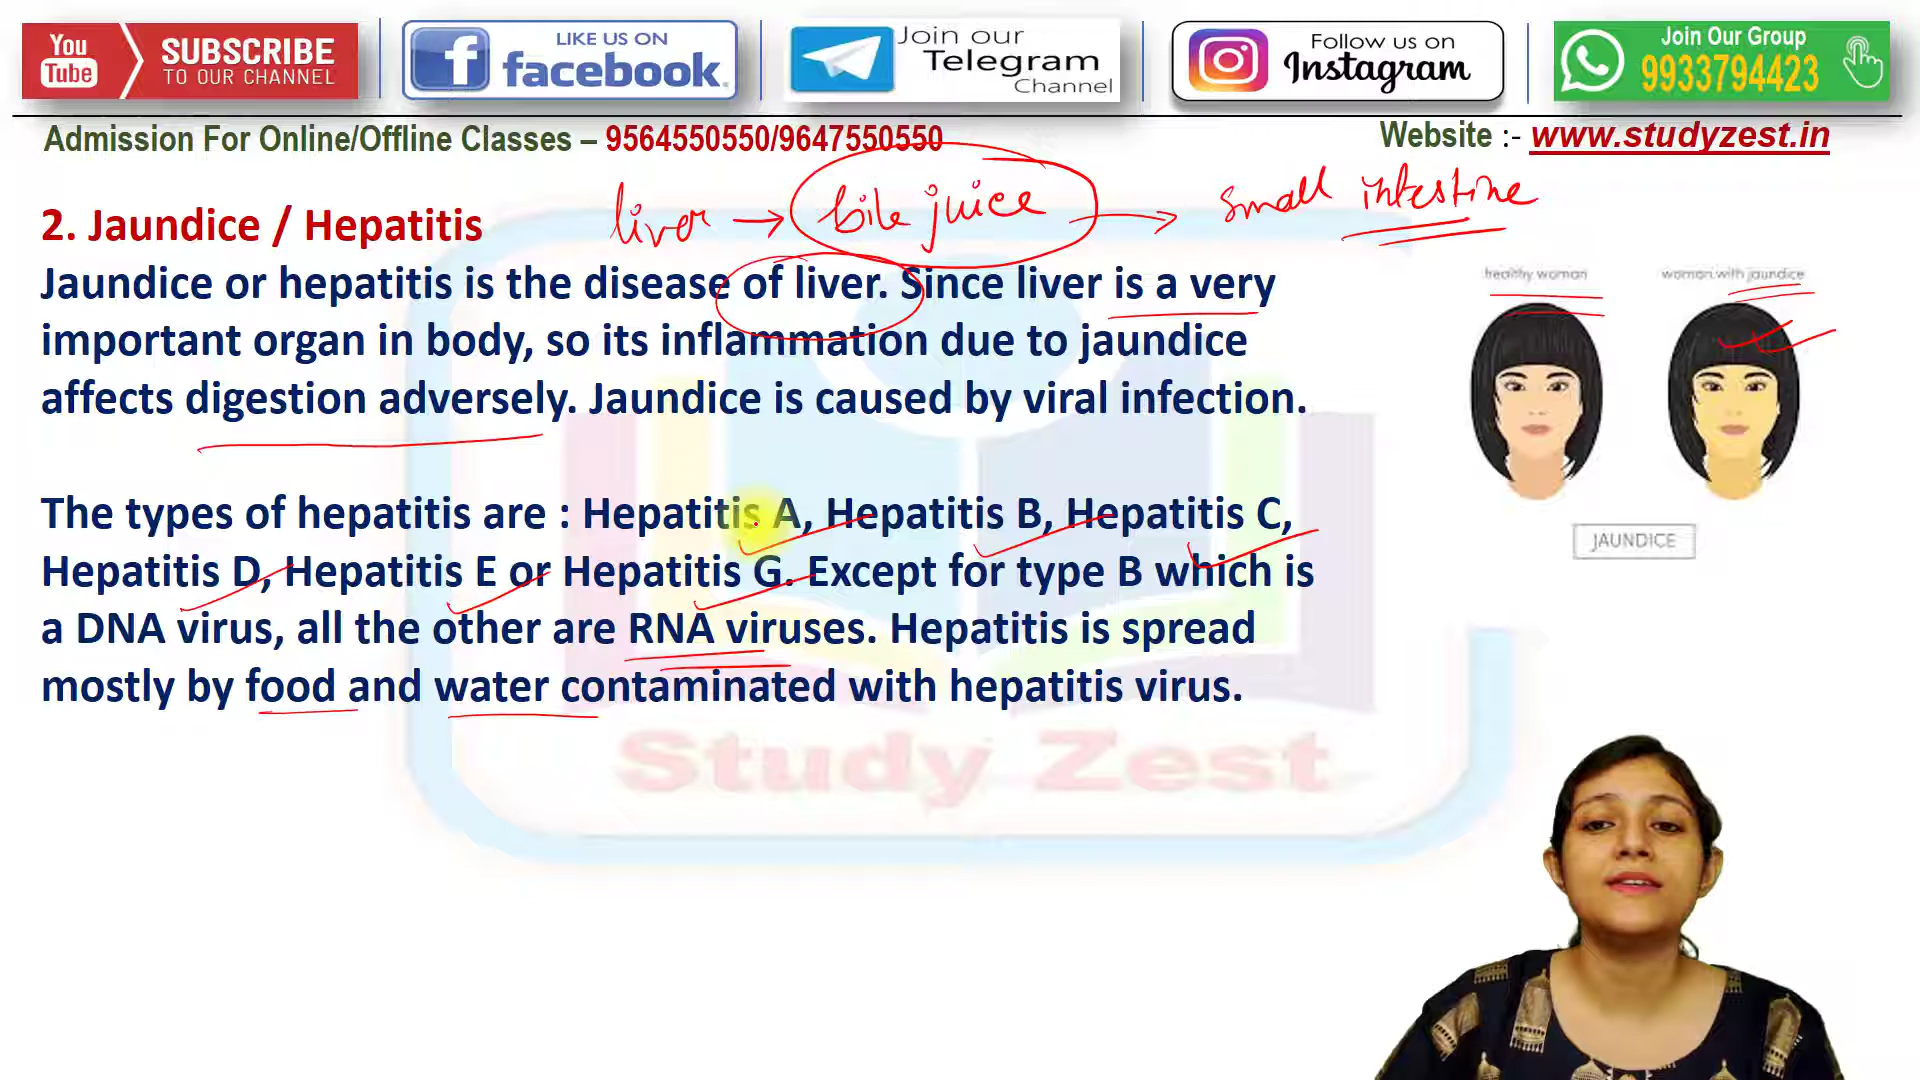 You Tube SUBSCRIBE TO OUR CHANNEL
LIKE US ON facebook.
Join our Telegram Channel
Follow us on Instagram
Join Our Group 9933794423
Admission For Online/Offline Classes – 9564550550/9647550550
Website :- www.studyzest.in
liver → bile juice → small intestine
2. Jaundice / Hepatitis
Jaundice or hepatitis is the disease of liver. Since liver is a very
important organ in body, so its inflammation due to jaundice
affects digestion adversely. Jaundice is caused by viral infection.
healthy woman
woman with jaundice
JAUNDICE
The types of hepatitis are : Hepatitis A, Hepatitis B, Hepatitis C,
Hepatitis D, Hepatitis E or Hepatitis G. Except for type B which is
a DNA virus, all the other are RNA viruses. Hepatitis is spread
mostly by food and water contaminated with hepatitis virus.
Study Zest